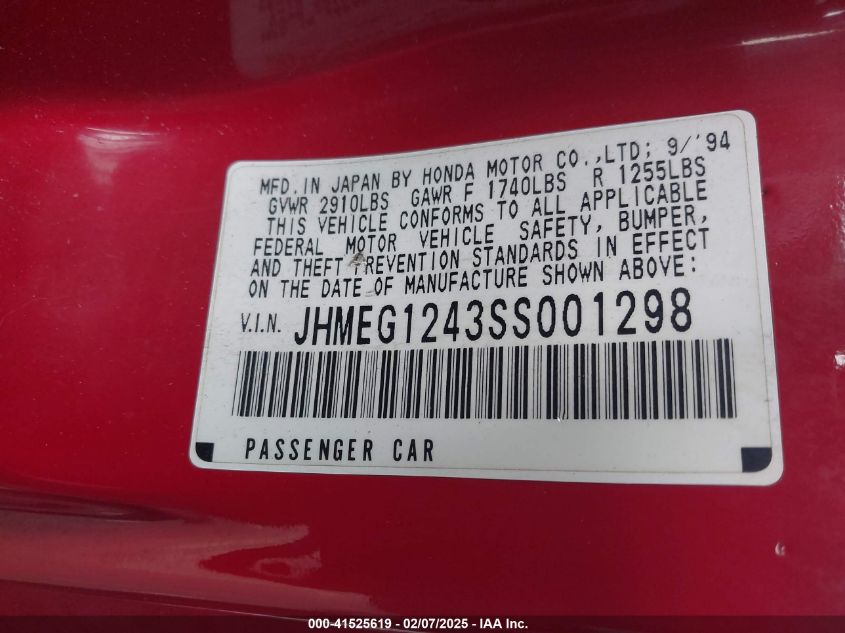 MFD. IN JAPAN BY HONDA MOTOR CO.,LTD; 9/'94
GVWR 2910LBS GAWR F 1740LBS R 1255LBS
THIS VEHICLE CONFORMS TO ALL APPLICABLE
FEDERAL MOTOR VEHICLE SAFETY, BUMPER,
AND THEFT PREVENTION STANDARDS IN EFFECT
ON THE DATE OF MANUFACTURE SHOWN ABOVE:
V.I.N. JHMEG1243SS001298
PASSENGER CAR
000-41525619 - 02/07/2025 - IAA Inc.